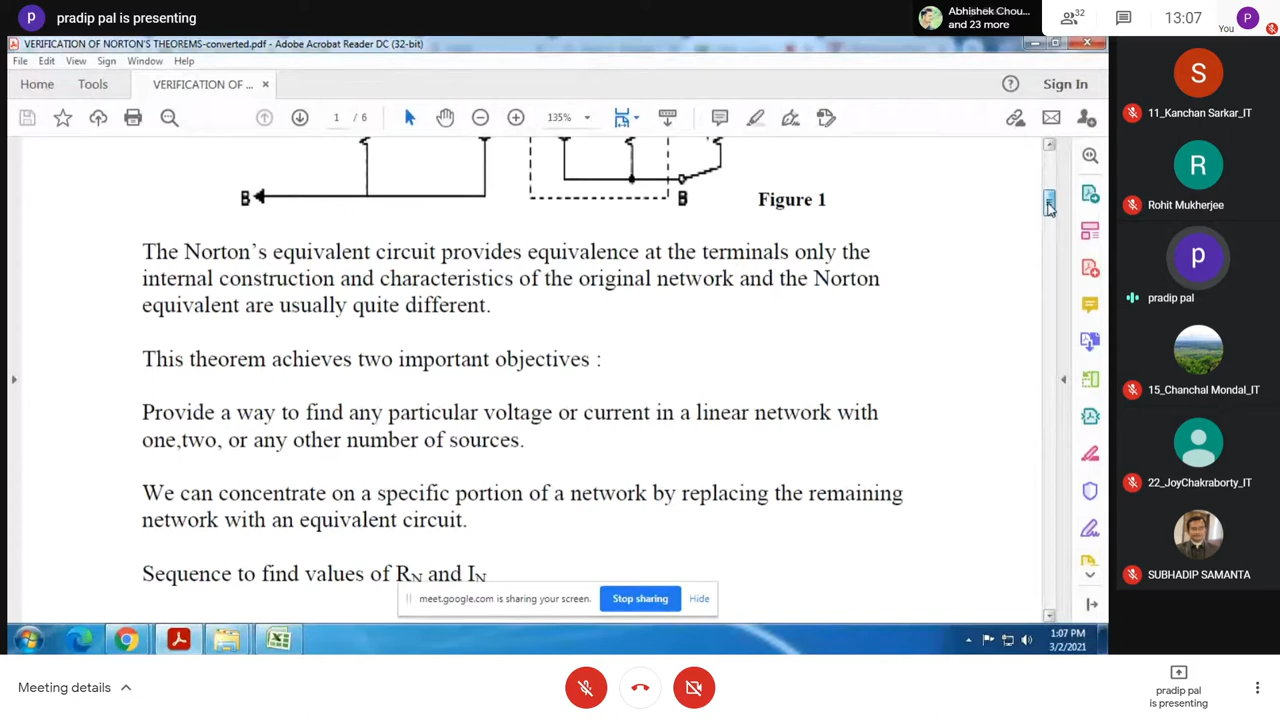 p pradip pal is presenting
Abhishek Chou...
and 23 more
32
13:07
You
P
VERIFICATION OF NORTON'S THEOREMS-converted.pdf - Adobe Acrobat Reader DC (32-bit)
File Edit View Sign Window Help
Home Tools VERIFICATION OF ... × Sign In
1 / 6 135%
B B Figure 1
The Norton's equivalent circuit provides equivalence at the terminals only the
internal construction and characteristics of the original network and the Norton
equivalent are usually quite different.
This theorem achieves two important objectives :
Provide a way to find any particular voltage or current in a linear network with
one,two, or any other number of sources.
We can concentrate on a specific portion of a network by replacing the remaining
network with an equivalent circuit.
Sequence to find values of RN and IN
meet.google.com is sharing your screen. Stop sharing Hide
1:07 PM
3/2/2021
S
11_Kanchan Sarkar_IT
R
Rohit Mukherjee
p
pradip pal
15_Chanchal Mondal_IT
22_JoyChakraborty_IT
SUBHADIP SAMANTA
Meeting details
pradip pal
is presenting